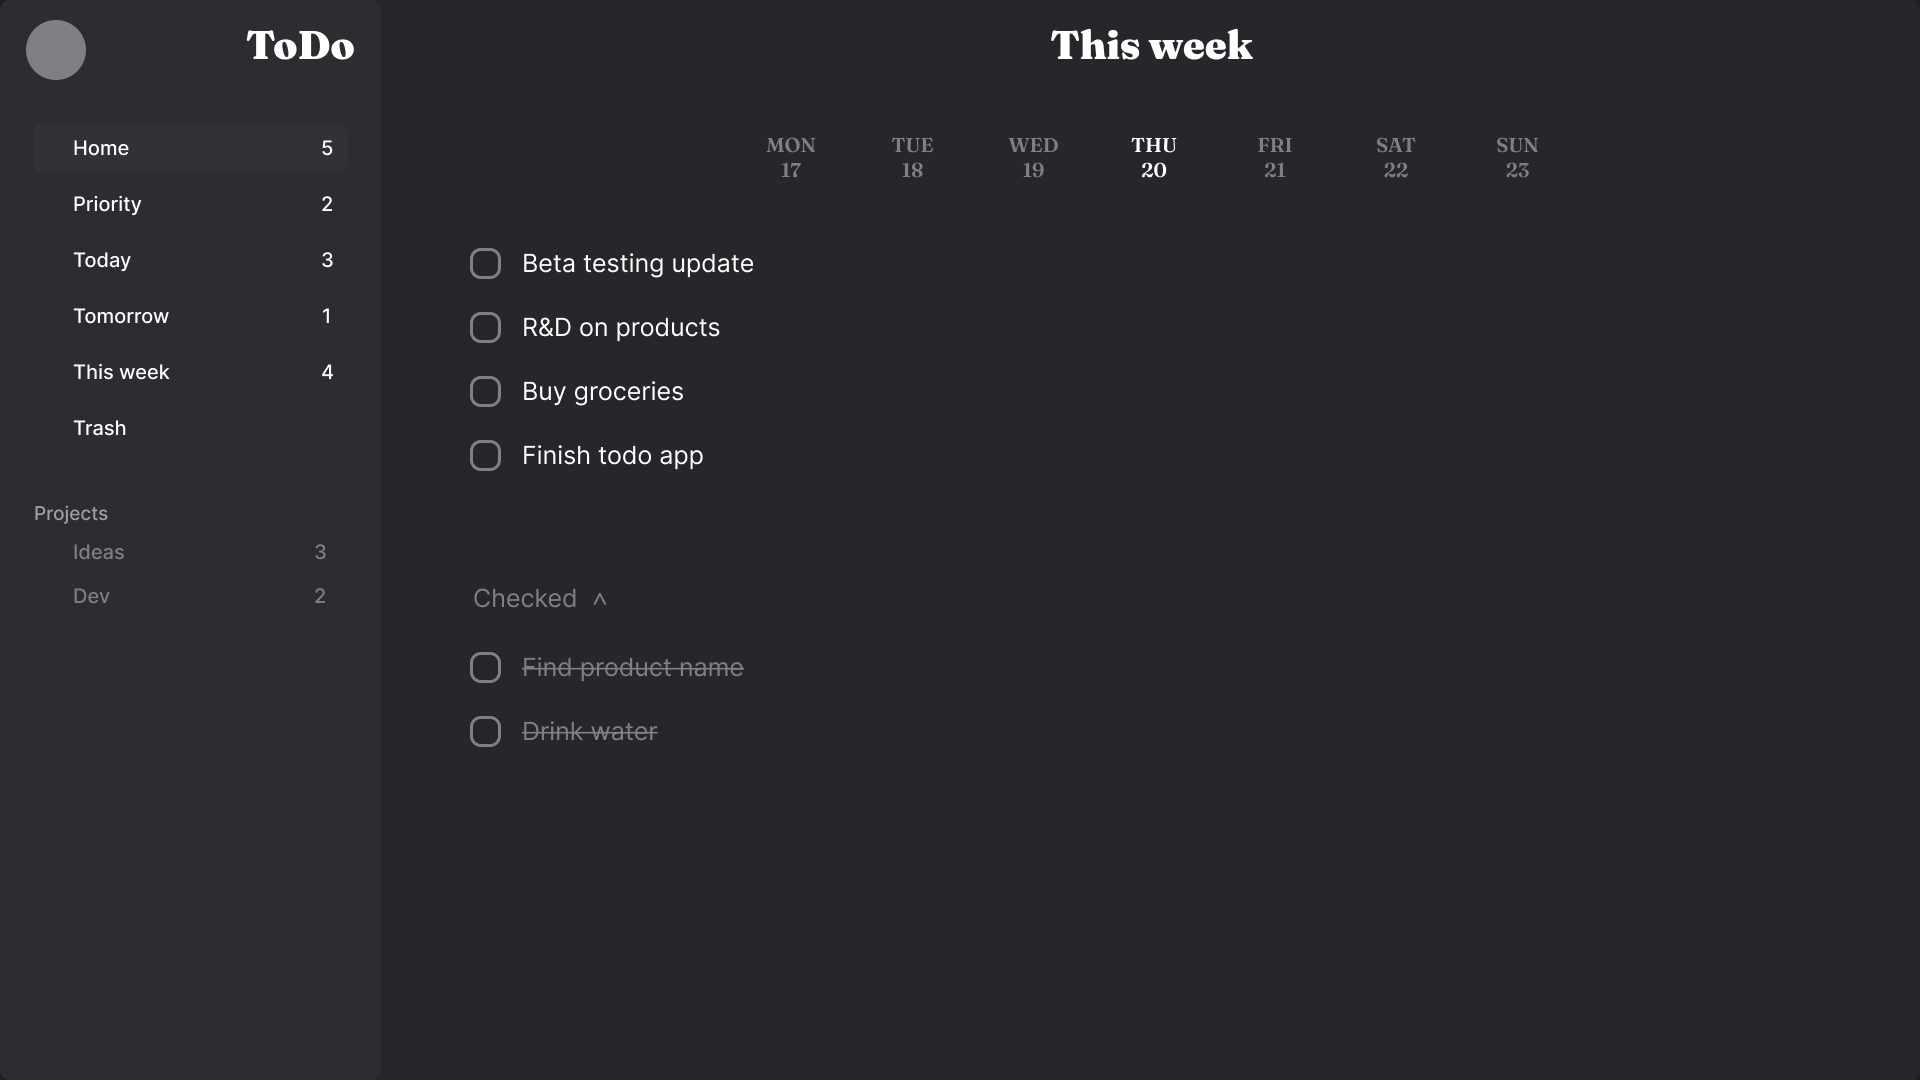 ToDo
Home 5
Priority 2
Today 3
Tomorrow 1
This week 4
Trash
Projects
Ideas 3
Dev 2
This week
MON TUE WED THU FRI SAT SUN
17 18 19 20 21 22 23
Beta testing update
R&D on products
Buy groceries
Finish todo app
Checked ^
Find product name
Drink water